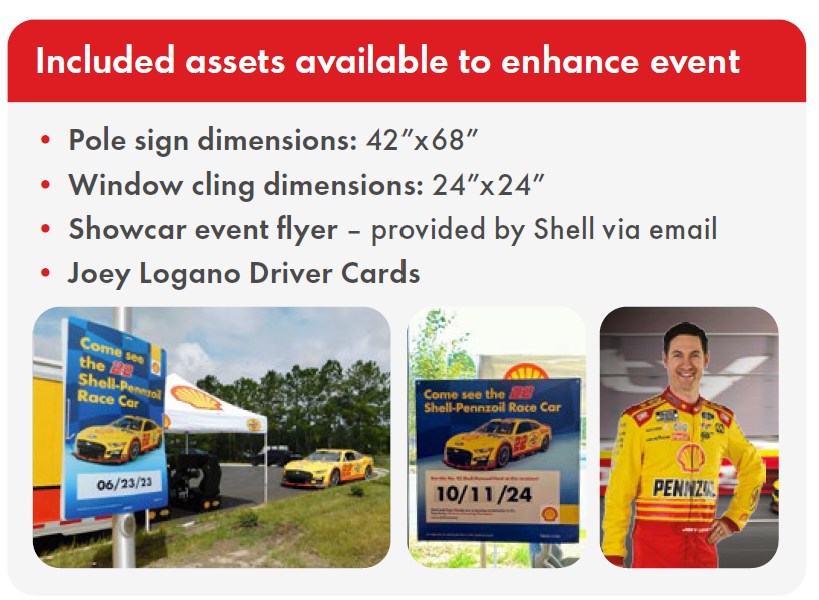 Included assets available to enhance event
• Pole sign dimensions: 42”x68”
• Window cling dimensions: 24”x24”
• Showcar event flyer – provided by Shell via email
• Joey Logano Driver Cards
Come see
the 22
Shell-Pennzoil
Race Car
06/23/23
Come see the 22
Shell-Pennzoil Race Car
10/11/24
PENNZOIL